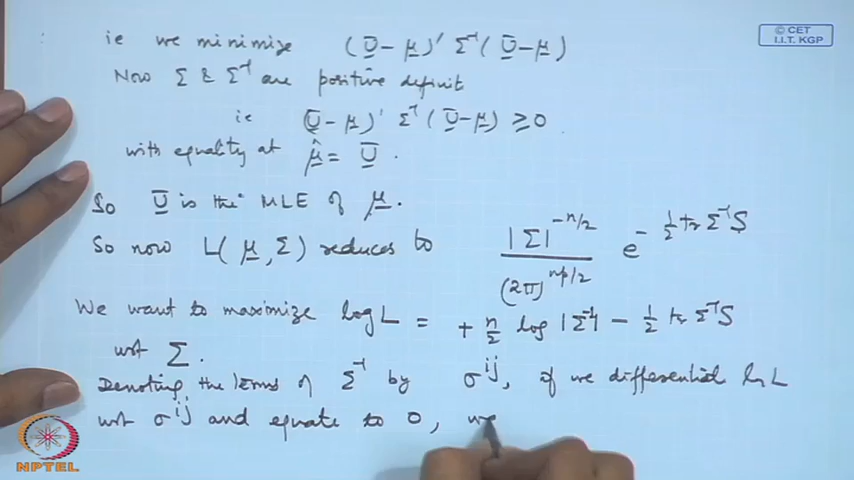 © CET
I.I.T. KGP
ie we minimize (U̅ - μ)' Σ⁻¹ (U̅ - μ)
Now Σ & Σ⁻¹ are positive definit
ie (U̅ - μ)' Σ⁻¹ (U̅ - μ) ≥ 0
with equality at μ̂ = U̅ .
So U̅ is the MLE of μ.
So now L(μ, Σ) reduces to |Σ|^(-n/2) / (2π)^(np/2) e^(- 1/2 tr Σ⁻¹ S)
We want to maximize log L = + n/2 log |Σ⁻¹| - 1/2 tr Σ⁻¹ S
wrt Σ.
Denoting the terms of Σ⁻¹ by σ^ij, if we differential log L
wrt σ^ij and equate to 0, we
NPTEL